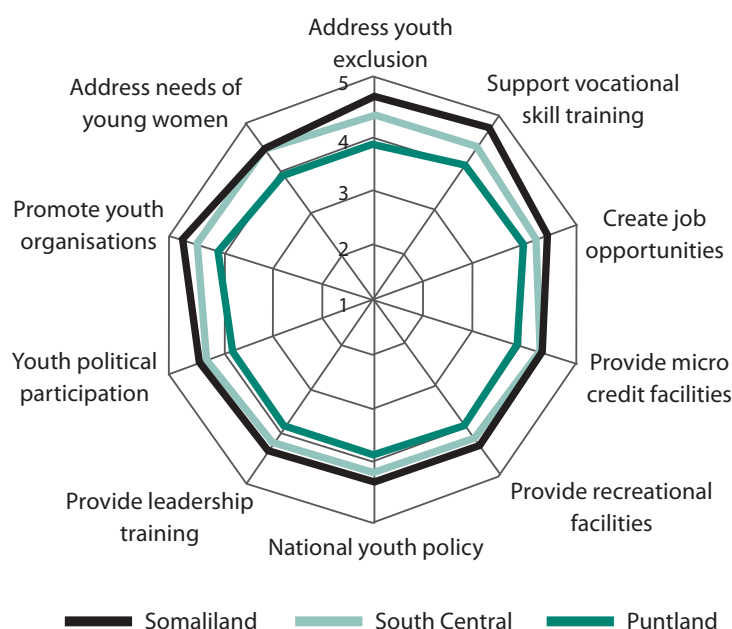 Address youth
exclusion
Support vocational
skill training
Create job
opportunities
Provide micro
credit facilities
Provide recreational
facilities
National youth policy
Provide leadership
training
Youth political
participation
Promote youth
organisations
Address needs of
young women
5
4
3
2
1
Somaliland South Central Puntland